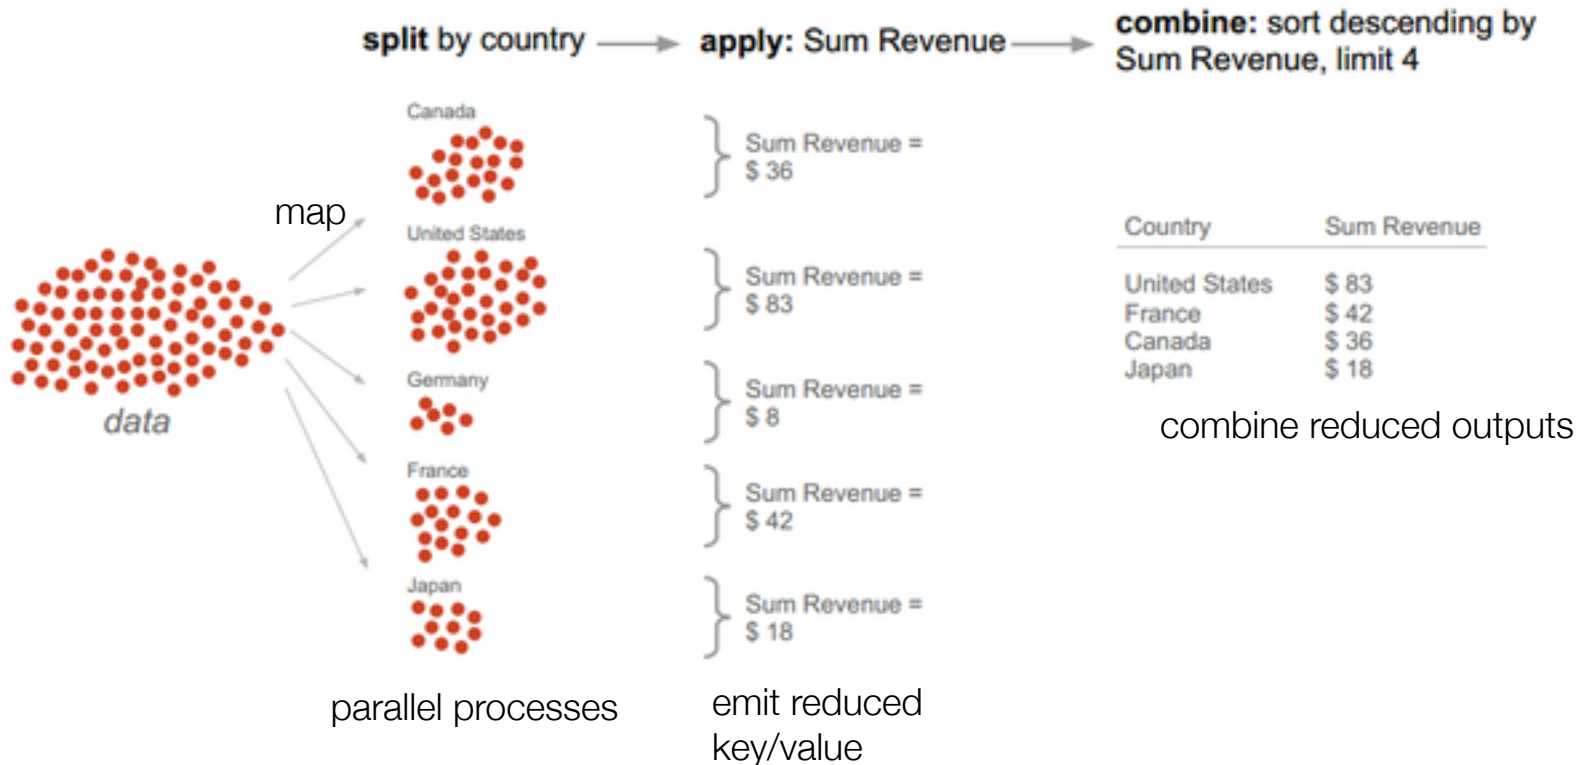 split by country
apply: Sum Revenue
combine: sort descending by
Sum Revenue, limit 4
map
data
Canada
United States
Germany
France
Japan
parallel processes
Sum Revenue =
$ 36
Sum Revenue =
$ 83
Sum Revenue =
$ 8
Sum Revenue =
$ 42
Sum Revenue =
$ 18
emit reduced
key/value
Country Sum Revenue
United States $ 83
France $ 42
Canada $ 36
Japan $ 18
combine reduced outputs